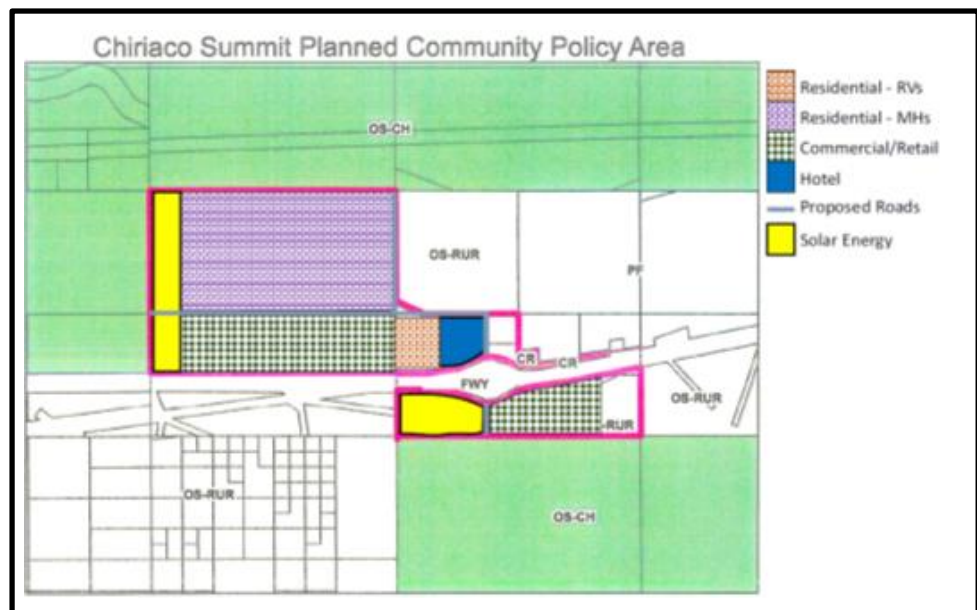 Chiriaco Summit Planned Community Policy Area
Residential - RVs
Residential - MHs
Commercial/Retail
Hotel
Proposed Roads
Solar Energy
OS-CH
OS-RUR
PF
CR
CR
FWY
OS-RUR
-RUR
OS-RUR
OS-CH